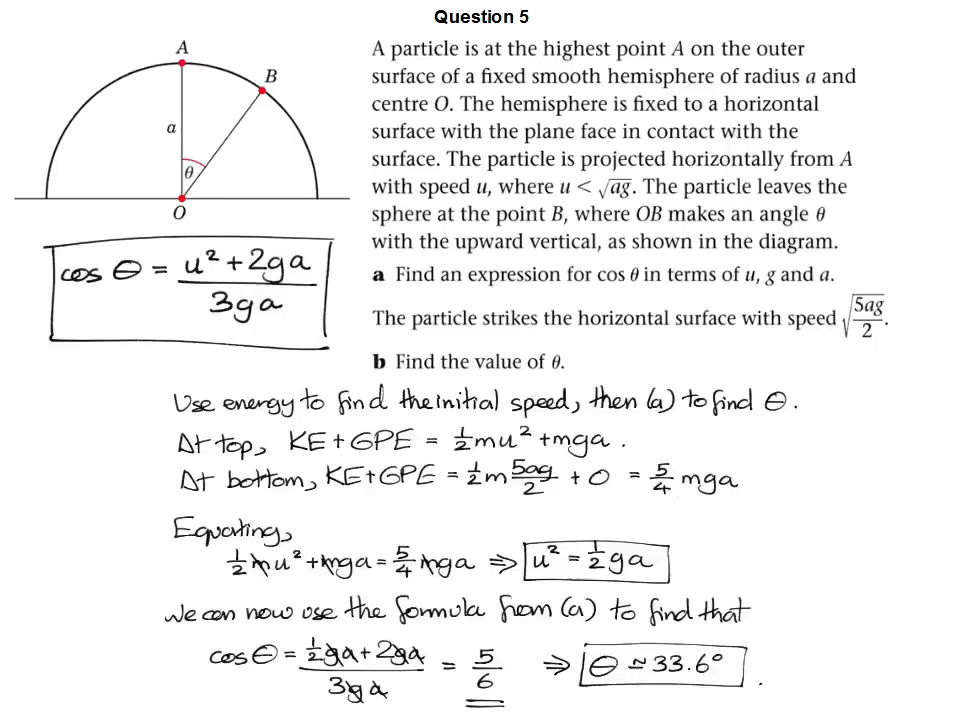 Question 5
A
B
a
θ
O
A particle is at the highest point A on the outer
surface of a fixed smooth hemisphere of radius a and
centre O. The hemisphere is fixed to a horizontal
surface with the plane face in contact with the
surface. The particle is projected horizontally from A
with speed u, where u < √ag. The particle leaves the
sphere at the point B, where OB makes an angle θ
with the upward vertical, as shown in the diagram.
a Find an expression for cos θ in terms of u, g and a.
The particle strikes the horizontal surface with speed √(5ag/2).
b Find the value of θ.
cos θ = (u² + 2ga)/(3ga)
Use energy to find the initial speed, then (a) to find θ.
At top, KE + GPE = ½mu² + mga.
At bottom, KE + GPE = ½m 5ag/2 + 0 = 5/4 mga
Equating,
½mu² + mga = 5/4 mga ⇒ u² = ½ga
We can now use the formula from (a) to find that
cos θ = (½ga + 2ga)/(3ga) = 5/6 ⇒ θ ≃ 33.6°.